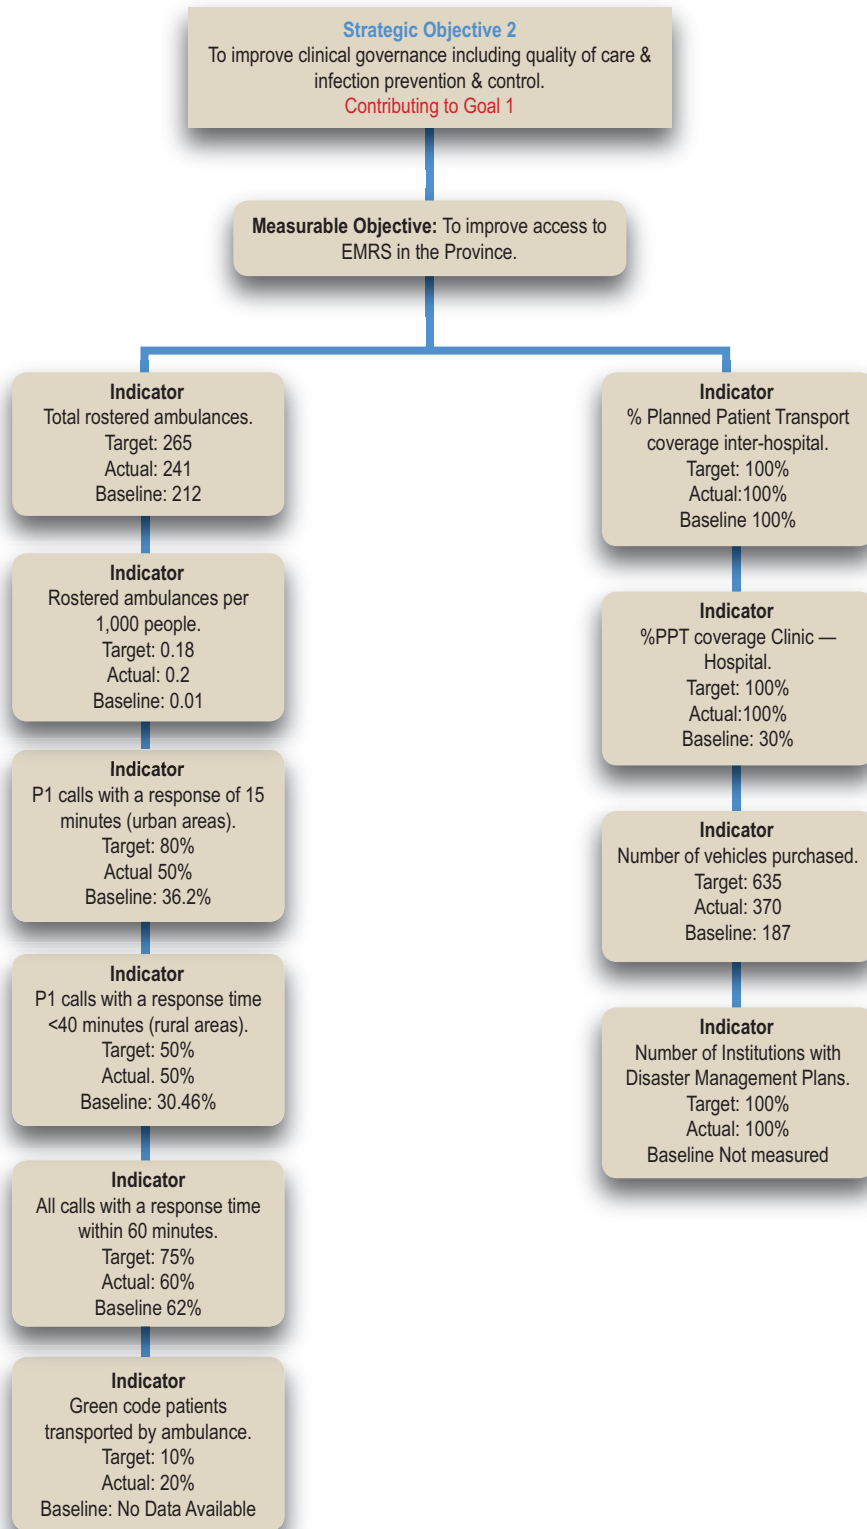 Strategic Objective 2
To improve clinical governance including quality of care &
infection prevention & control.
Contributing to Goal 1
Measurable Objective: To improve access to
EMRS in the Province.
Indicator
Total rostered ambulances.
Target: 265
Actual: 241
Baseline: 212
Indicator
Rostered ambulances per
1,000 people.
Target: 0.18
Actual: 0.2
Baseline: 0.01
Indicator
P1 calls with a response of 15
minutes (urban areas).
Target: 80%
Actual 50%
Baseline: 36.2%
Indicator
P1 calls with a response time
<40 minutes (rural areas).
Target: 50%
Actual. 50%
Baseline: 30.46%
Indicator
All calls with a response time
within 60 minutes.
Target: 75%
Actual: 60%
Baseline 62%
Indicator
Green code patients
transported by ambulance.
Target: 10%
Actual: 20%
Baseline: No Data Available
Indicator
% Planned Patient Transport
coverage inter-hospital.
Target: 100%
Actual:100%
Baseline 100%
Indicator
%PPT coverage Clinic —
Hospital.
Target: 100%
Actual:100%
Baseline: 30%
Indicator
Number of vehicles purchased.
Target: 635
Actual: 370
Baseline: 187
Indicator
Number of Institutions with
Disaster Management Plans.
Target: 100%
Actual: 100%
Baseline Not measured